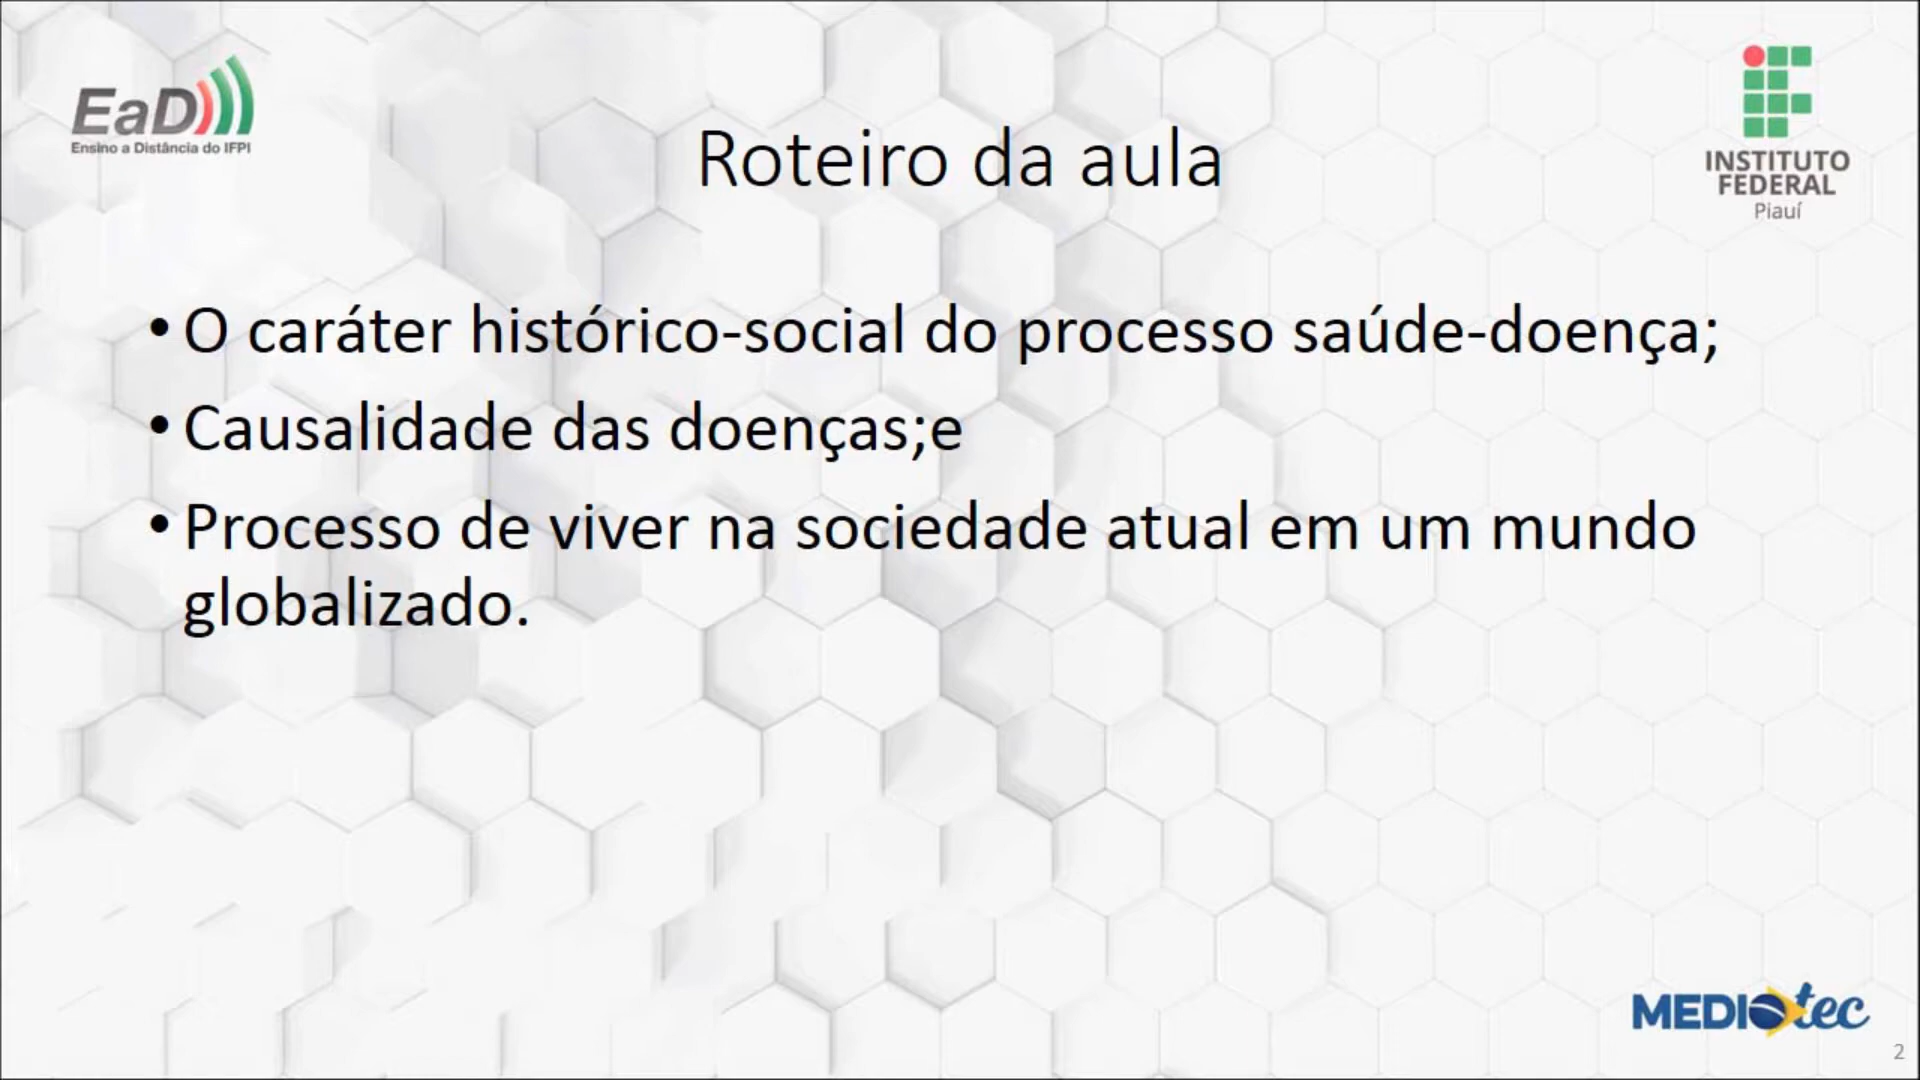 EaD
Ensino a Distância do IFPI
INSTITUTO
FEDERAL
Piauí
Roteiro da aula
• O caráter histórico-social do processo saúde-doença;
• Causalidade das doenças;e
• Processo de viver na sociedade atual em um mundo
globalizado.
MEDIOtec
2